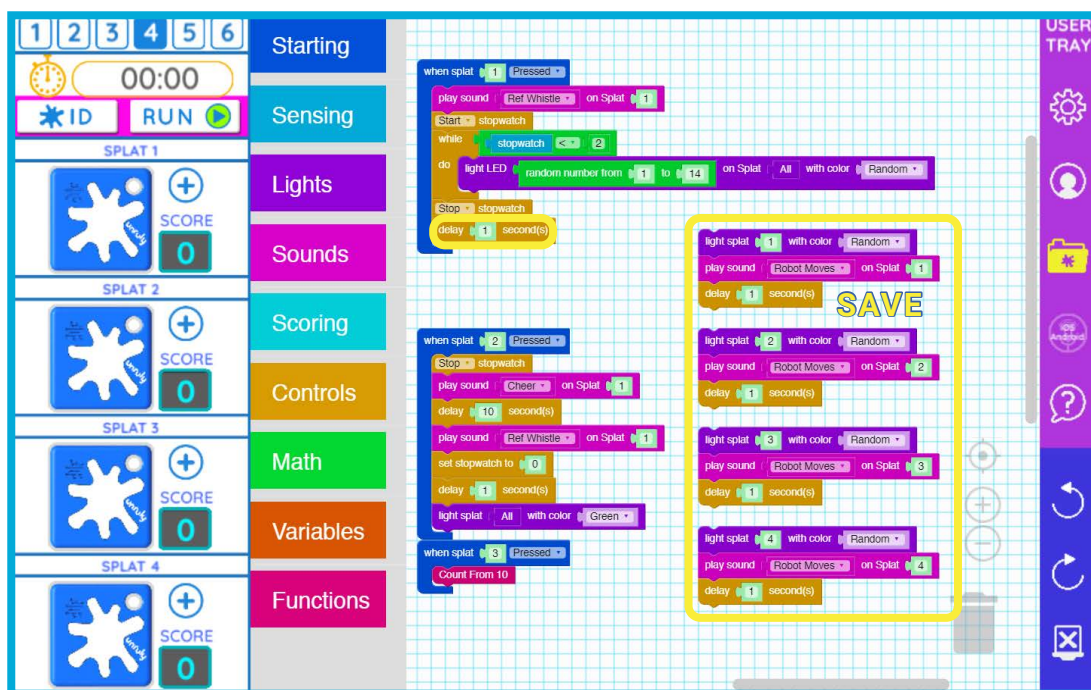 1 2 3 4 5 6
00:00
ID RUN
SPLAT 1
unruly
SCORE
0
SPLAT 2
unruly
SCORE
0
SPLAT 3
unruly
SCORE
0
SPLAT 4
unruly
SCORE
0
Starting
Sensing
Lights
Sounds
Scoring
Controls
Math
Variables
Functions
when splat 1 Pressed
play sound Ref Whistle on Splat 1
Start stopwatch
while stopwatch < 2
do light LED random number from 1 to 14 on Splat All with color Random
Stop stopwatch
delay 1 second(s)
when splat 2 Pressed
Stop stopwatch
play sound Cheer on Splat 1
delay 10 second(s)
play sound Ref Whistle on Splat 1
set stopwatch to 0
delay 1 second(s)
light splat All with color Green
when splat 3 Pressed
Count From 10
light splat 1 with color Random
play sound Robot Moves on Splat 1
delay 1 second(s)
SAVE
light splat 2 with color Random
play sound Robot Moves on Splat 2
delay 1 second(s)
light splat 3 with color Random
play sound Robot Moves on Splat 3
delay 1 second(s)
light splat 4 with color Random
play sound Robot Moves on Splat 4
delay 1 second(s)
USER
TRAY
iOS
Android